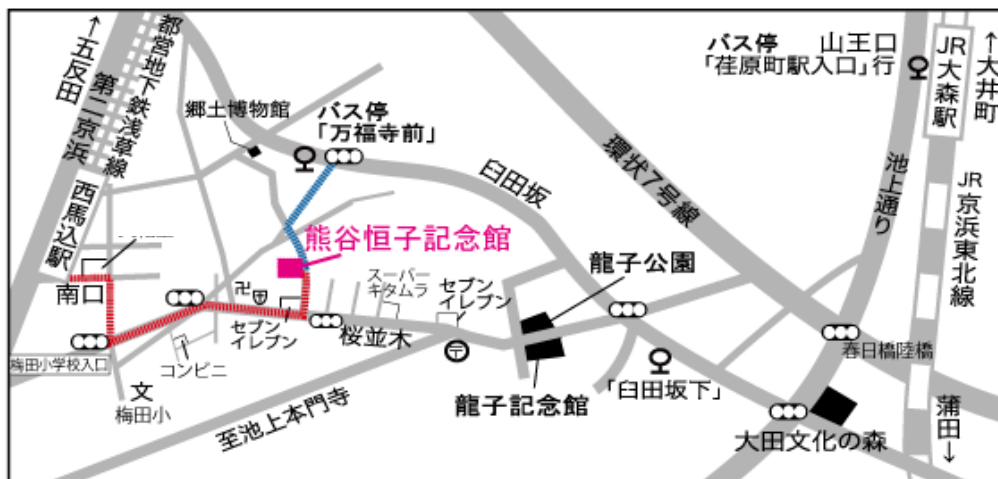 ↑五反田
第二京浜
都営地下鉄浅草線
西馬込駅
南口
梅田小学校入口
文
梅田小
コンビニ
卍
セブン
イレブン
郷土博物館
バス停
「万福寺前」
熊谷恒子記念館
スーパー
キタムラ
セブン
イレブン
桜並木
〒
至池上本門寺
臼田坂
龍子公園
龍子記念館
「臼田坂下」
環状7号線
バス停 山王口
「荏原町駅入口」行
池上通り
JR大森駅
↑大井町
JR京浜東北線
春日橋陸橋
大田文化の森
蒲田↓